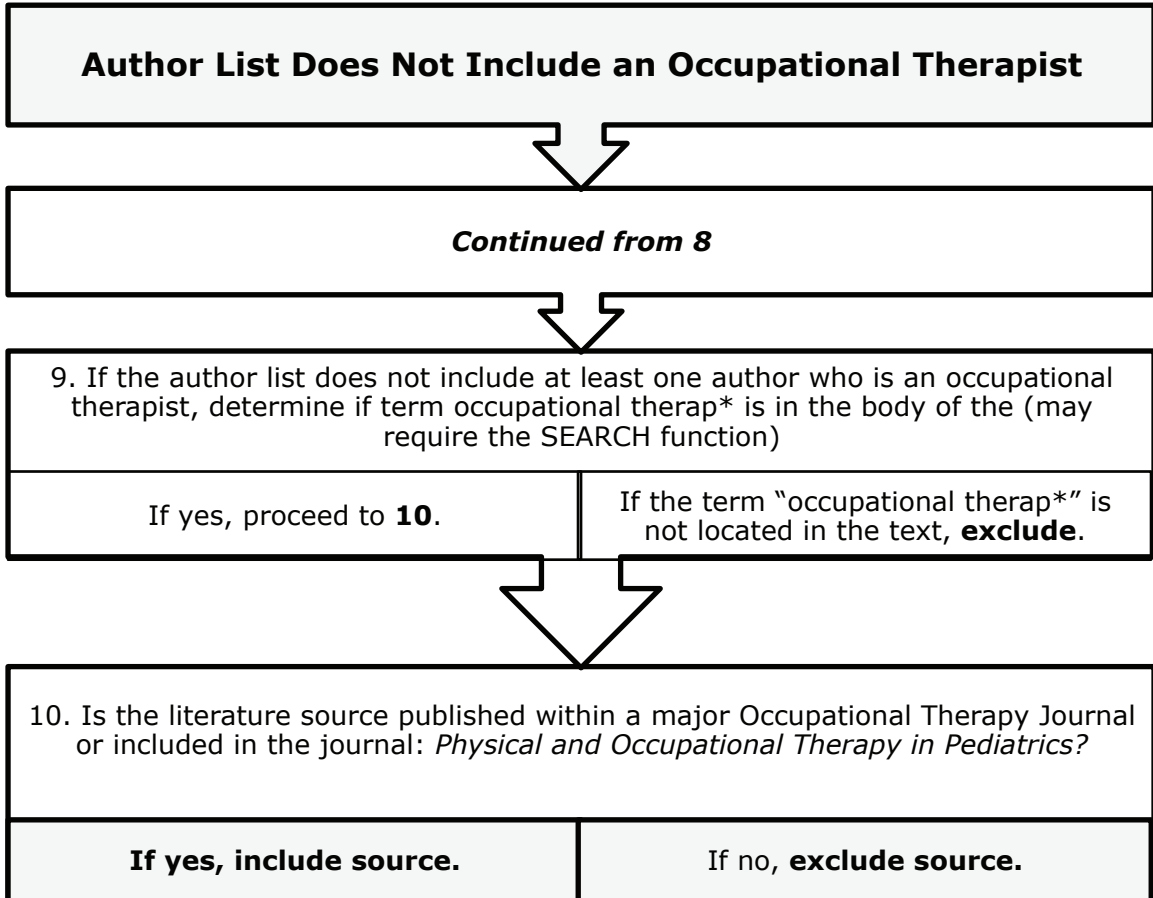 Author List Does Not Include an Occupational Therapist
Continued from 8
9. If the author list does not include at least one author who is an occupational
therapist, determine if term occupational therap* is in the body of the (may
require the SEARCH function)
If yes, proceed to 10.
If the term “occupational therap*” is
not located in the text, exclude.
10. Is the literature source published within a major Occupational Therapy Journal
or included in the journal: Physical and Occupational Therapy in Pediatrics?
If yes, include source.
If no, exclude source.